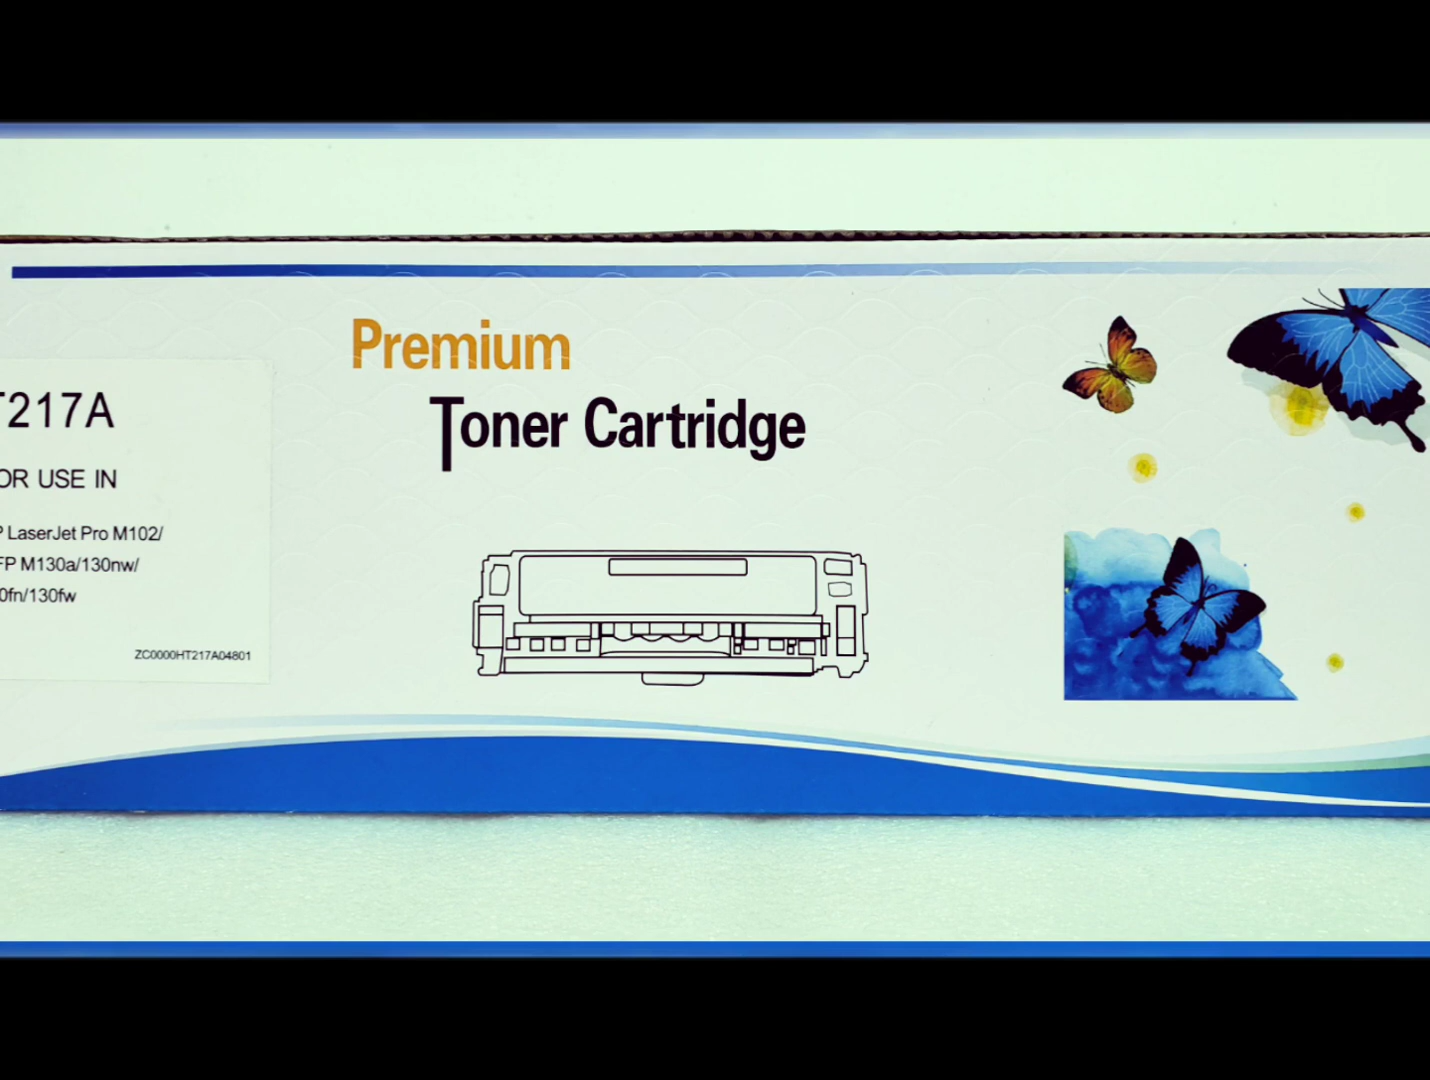 Premium
Toner Cartridge
T217A
OR USE IN
P LaserJet Pro M102/
FP M130a/130nw/
0fn/130fw
ZC0000HT217A04801